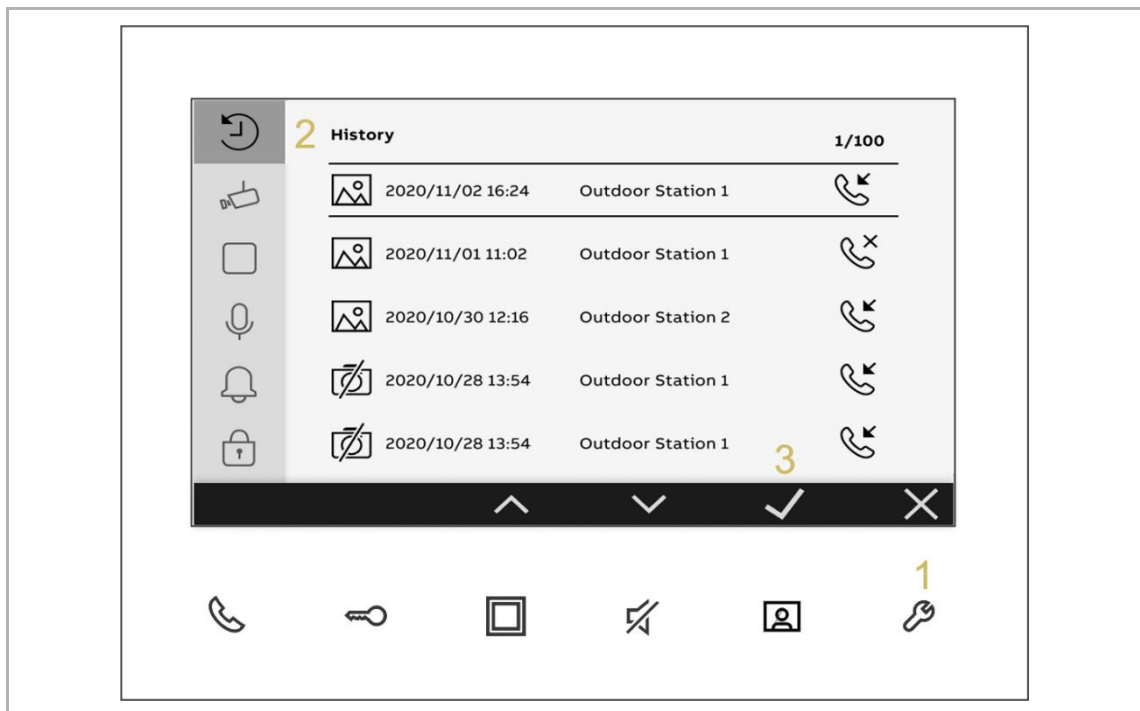 2 History 1/100
2020/11/02 16:24 Outdoor Station 1
2020/11/01 11:02 Outdoor Station 1
2020/10/30 12:16 Outdoor Station 2
2020/10/28 13:54 Outdoor Station 1
2020/10/28 13:54 Outdoor Station 1
3
1